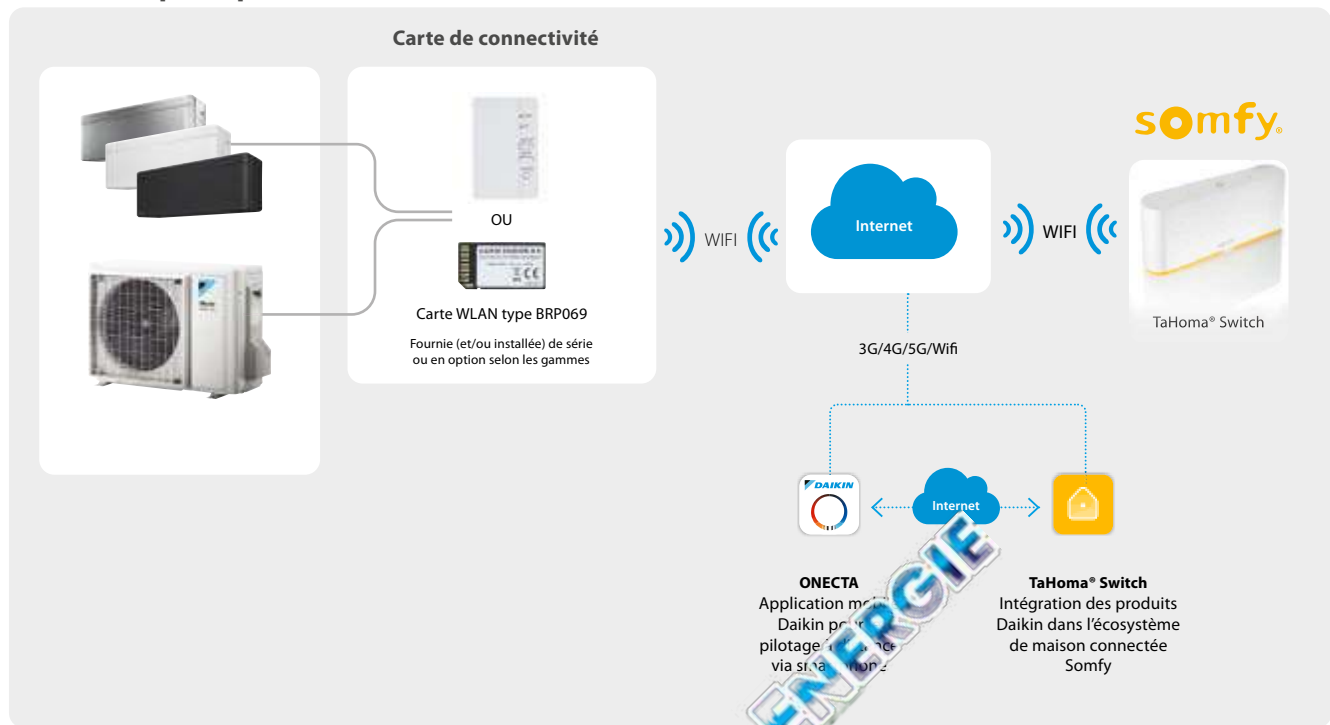 Carte de connectivité
OU
Carte WLAN type BRP069
Fournie (et/ou installée) de série
ou en option selon les gammes
WIFI
Internet
WIFI
somfy®
TaHoma® Switch
3G/4G/5G/Wifi
DAIKIN
Internet
ONECTA
Application
Daikin
pilotage
via
TaHoma® Switch
Intégration des produits
Daikin dans l'écosystème
de maison connectée
Somfy
ENERGIE